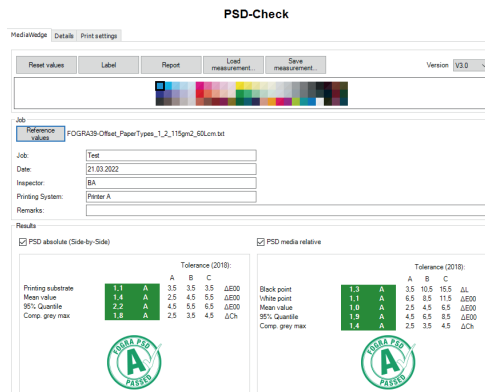 PSD-Check
MediaWedge Details Print settings
Reset values Label Report Load measurement... Save measurement... Version V3.0
Job
Reference values FOGRA39-Offset_PaperTypes_1_2_115gm2_60Lcm.txt
Job: Test
Date: 21.03.2022
Inspector: BA
Printing System: Printer A
Remarks:
Results
PSD absolute (Side-by-Side) PSD media relative
Tolerance (2018): Tolerance (2018):
A B C A B C
Printing substrate 1,1 A 3,5 3,5 3,5 ΔE00
Mean value 1,4 A 2,5 4,5 5,5 ΔE00
95% Quantile 2,2 A 4,5 5,5 6,5 ΔE00
Comp. grey max 1,8 A 2,5 3,5 4,5 ΔCh
Black point 1,3 A 3,5 10,5 15,5 ΔL
White point 1,1 A 6,5 8,5 11,5 ΔE00
Mean value 1,0 A 2,5 4,5 6,5 ΔE00
95% Quantile 1,9 A 4,5 6,5 8,5 ΔE00
Comp. grey max 1,4 A 2,5 3,5 4,5 ΔCh
FOGRA PSD PASSED
FOGRA PSD PASSED